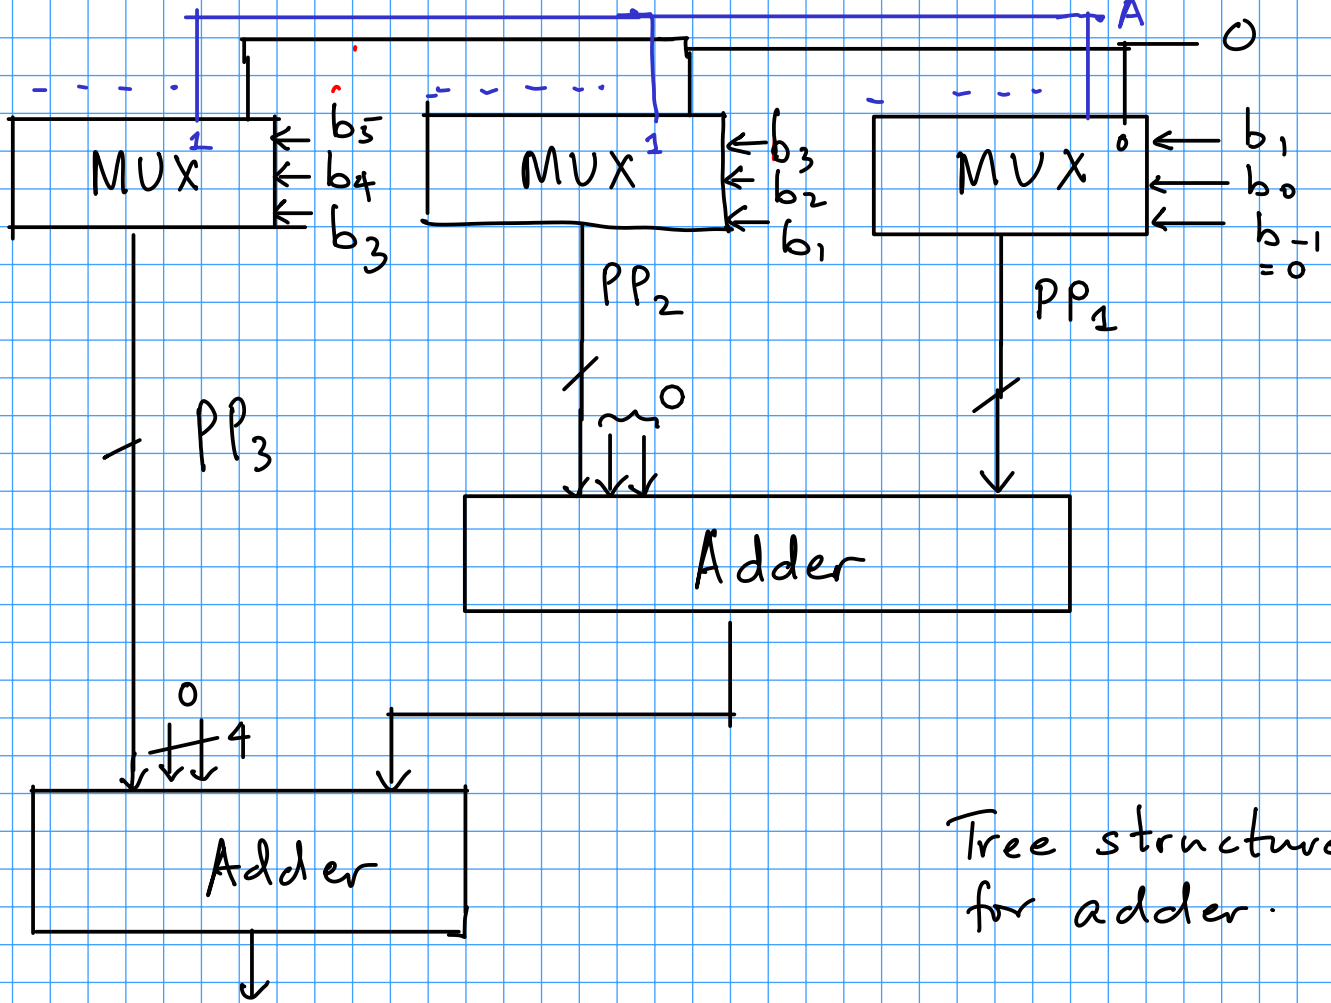 A
0
1
MUX
b5
b4
b3
1
MUX
b3
b2
b1
0
MUX
b1
b0
b-1
= 0
PP2
PP1
0
PP3
Adder
0
4
Adder
Tree structure
for adder.